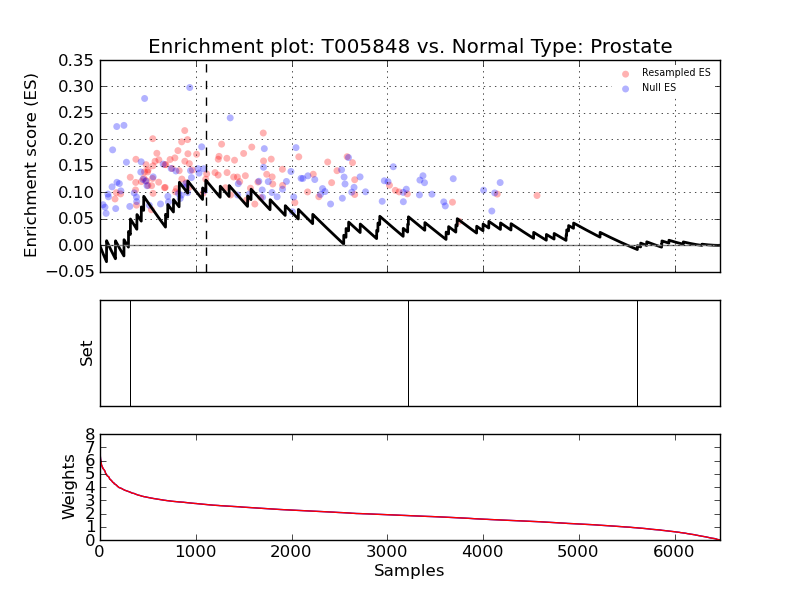 Enrichment plot: T005848 vs. Normal Type: Prostate
Enrichment score (ES)
0.35
0.30
0.25
0.20
0.15
0.10
0.05
0.00
−0.05
Resampled ES
Null ES
Set
Weights
8
7
6
5
4
3
2
1
0
0 1000 2000 3000 4000 5000 6000
Samples